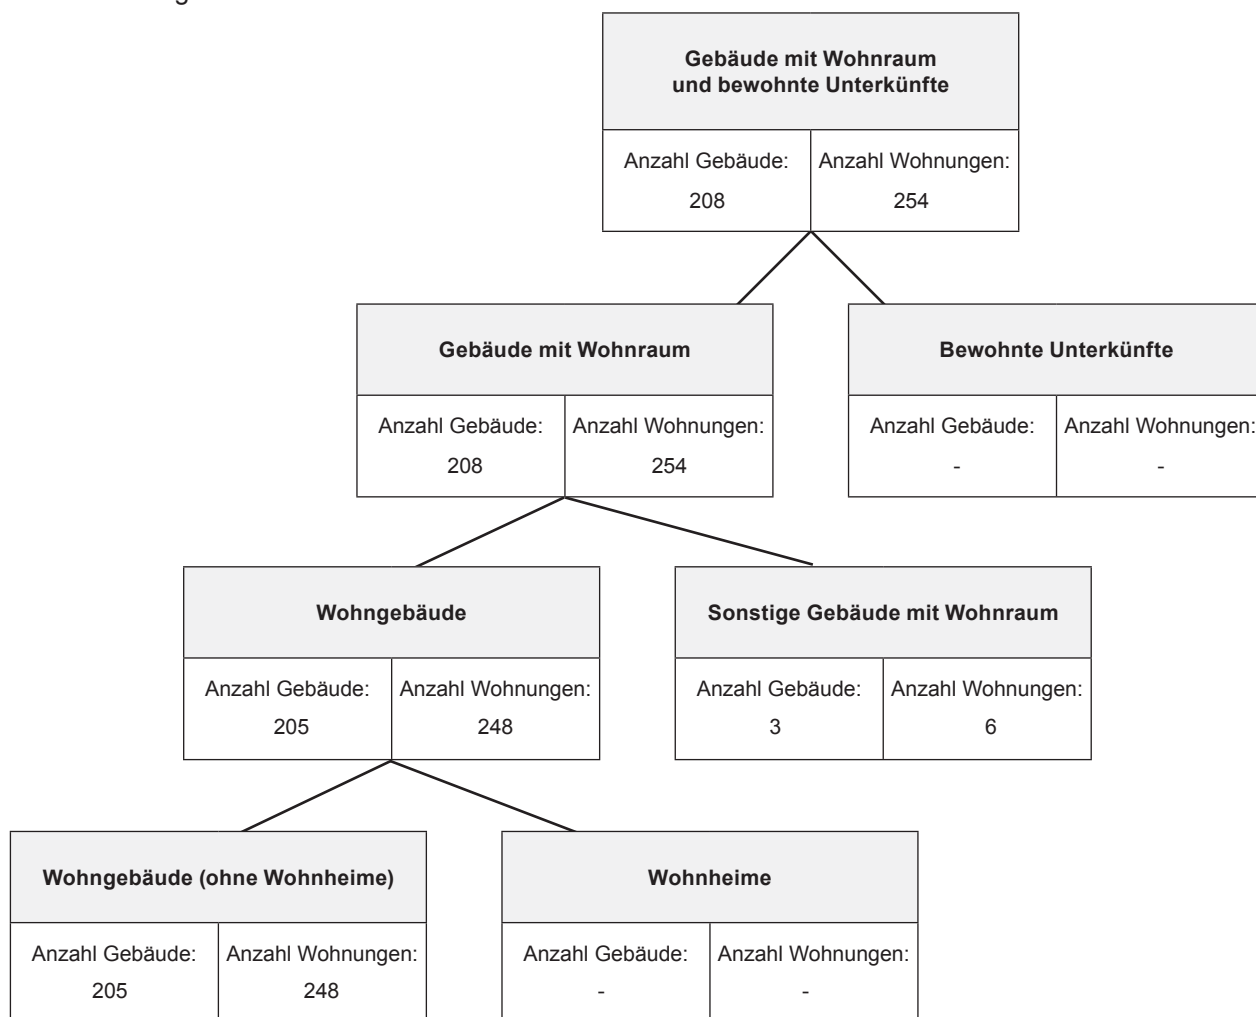 Gebäude mit Wohnraum
und bewohnte Unterkünfte
Anzahl Gebäude: Anzahl Wohnungen:
208 254
Gebäude mit Wohnraum
Anzahl Gebäude: Anzahl Wohnungen:
208 254
Bewohnte Unterkünfte
Anzahl Gebäude: Anzahl Wohnungen:
- -
Wohngebäude
Anzahl Gebäude: Anzahl Wohnungen:
205 248
Sonstige Gebäude mit Wohnraum
Anzahl Gebäude: Anzahl Wohnungen:
3 6
Wohngebäude (ohne Wohnheime)
Anzahl Gebäude: Anzahl Wohnungen:
205 248
Wohnheime
Anzahl Gebäude: Anzahl Wohnungen:
- -